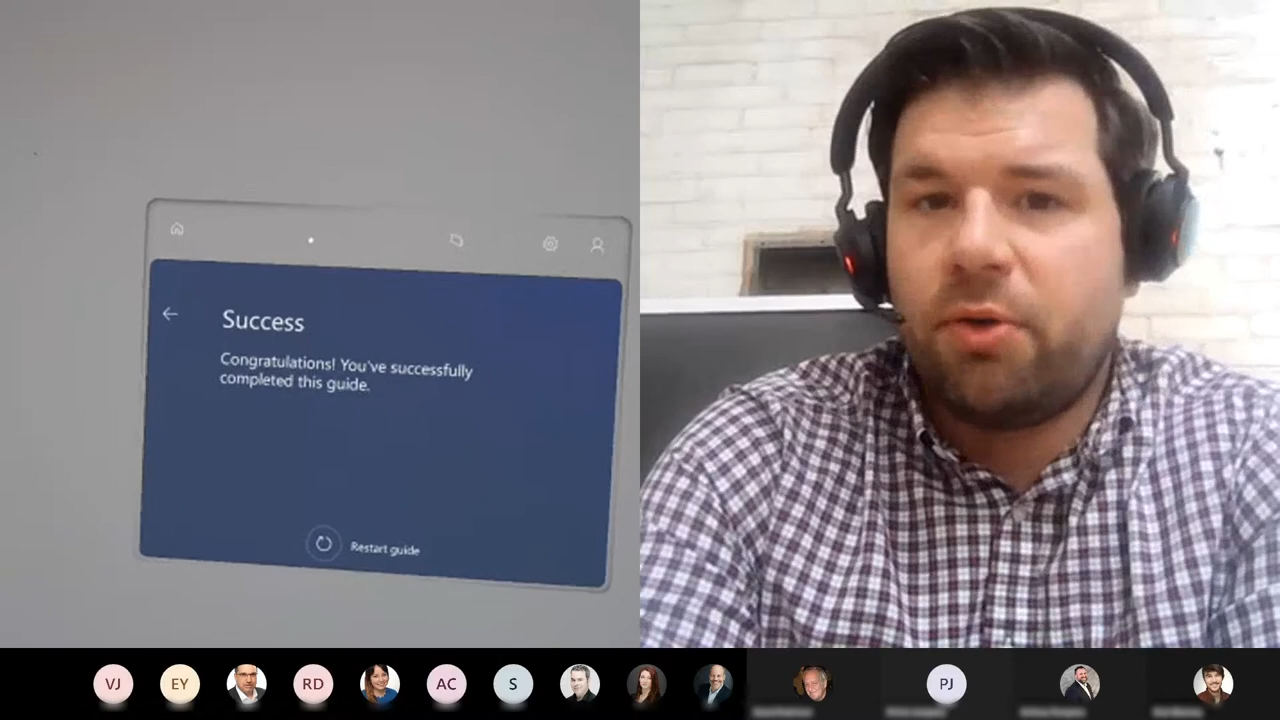 Success
Congratulations! You've successfully
completed this guide.
Restart guide
VJ
EY
RD
AC
S
PJ